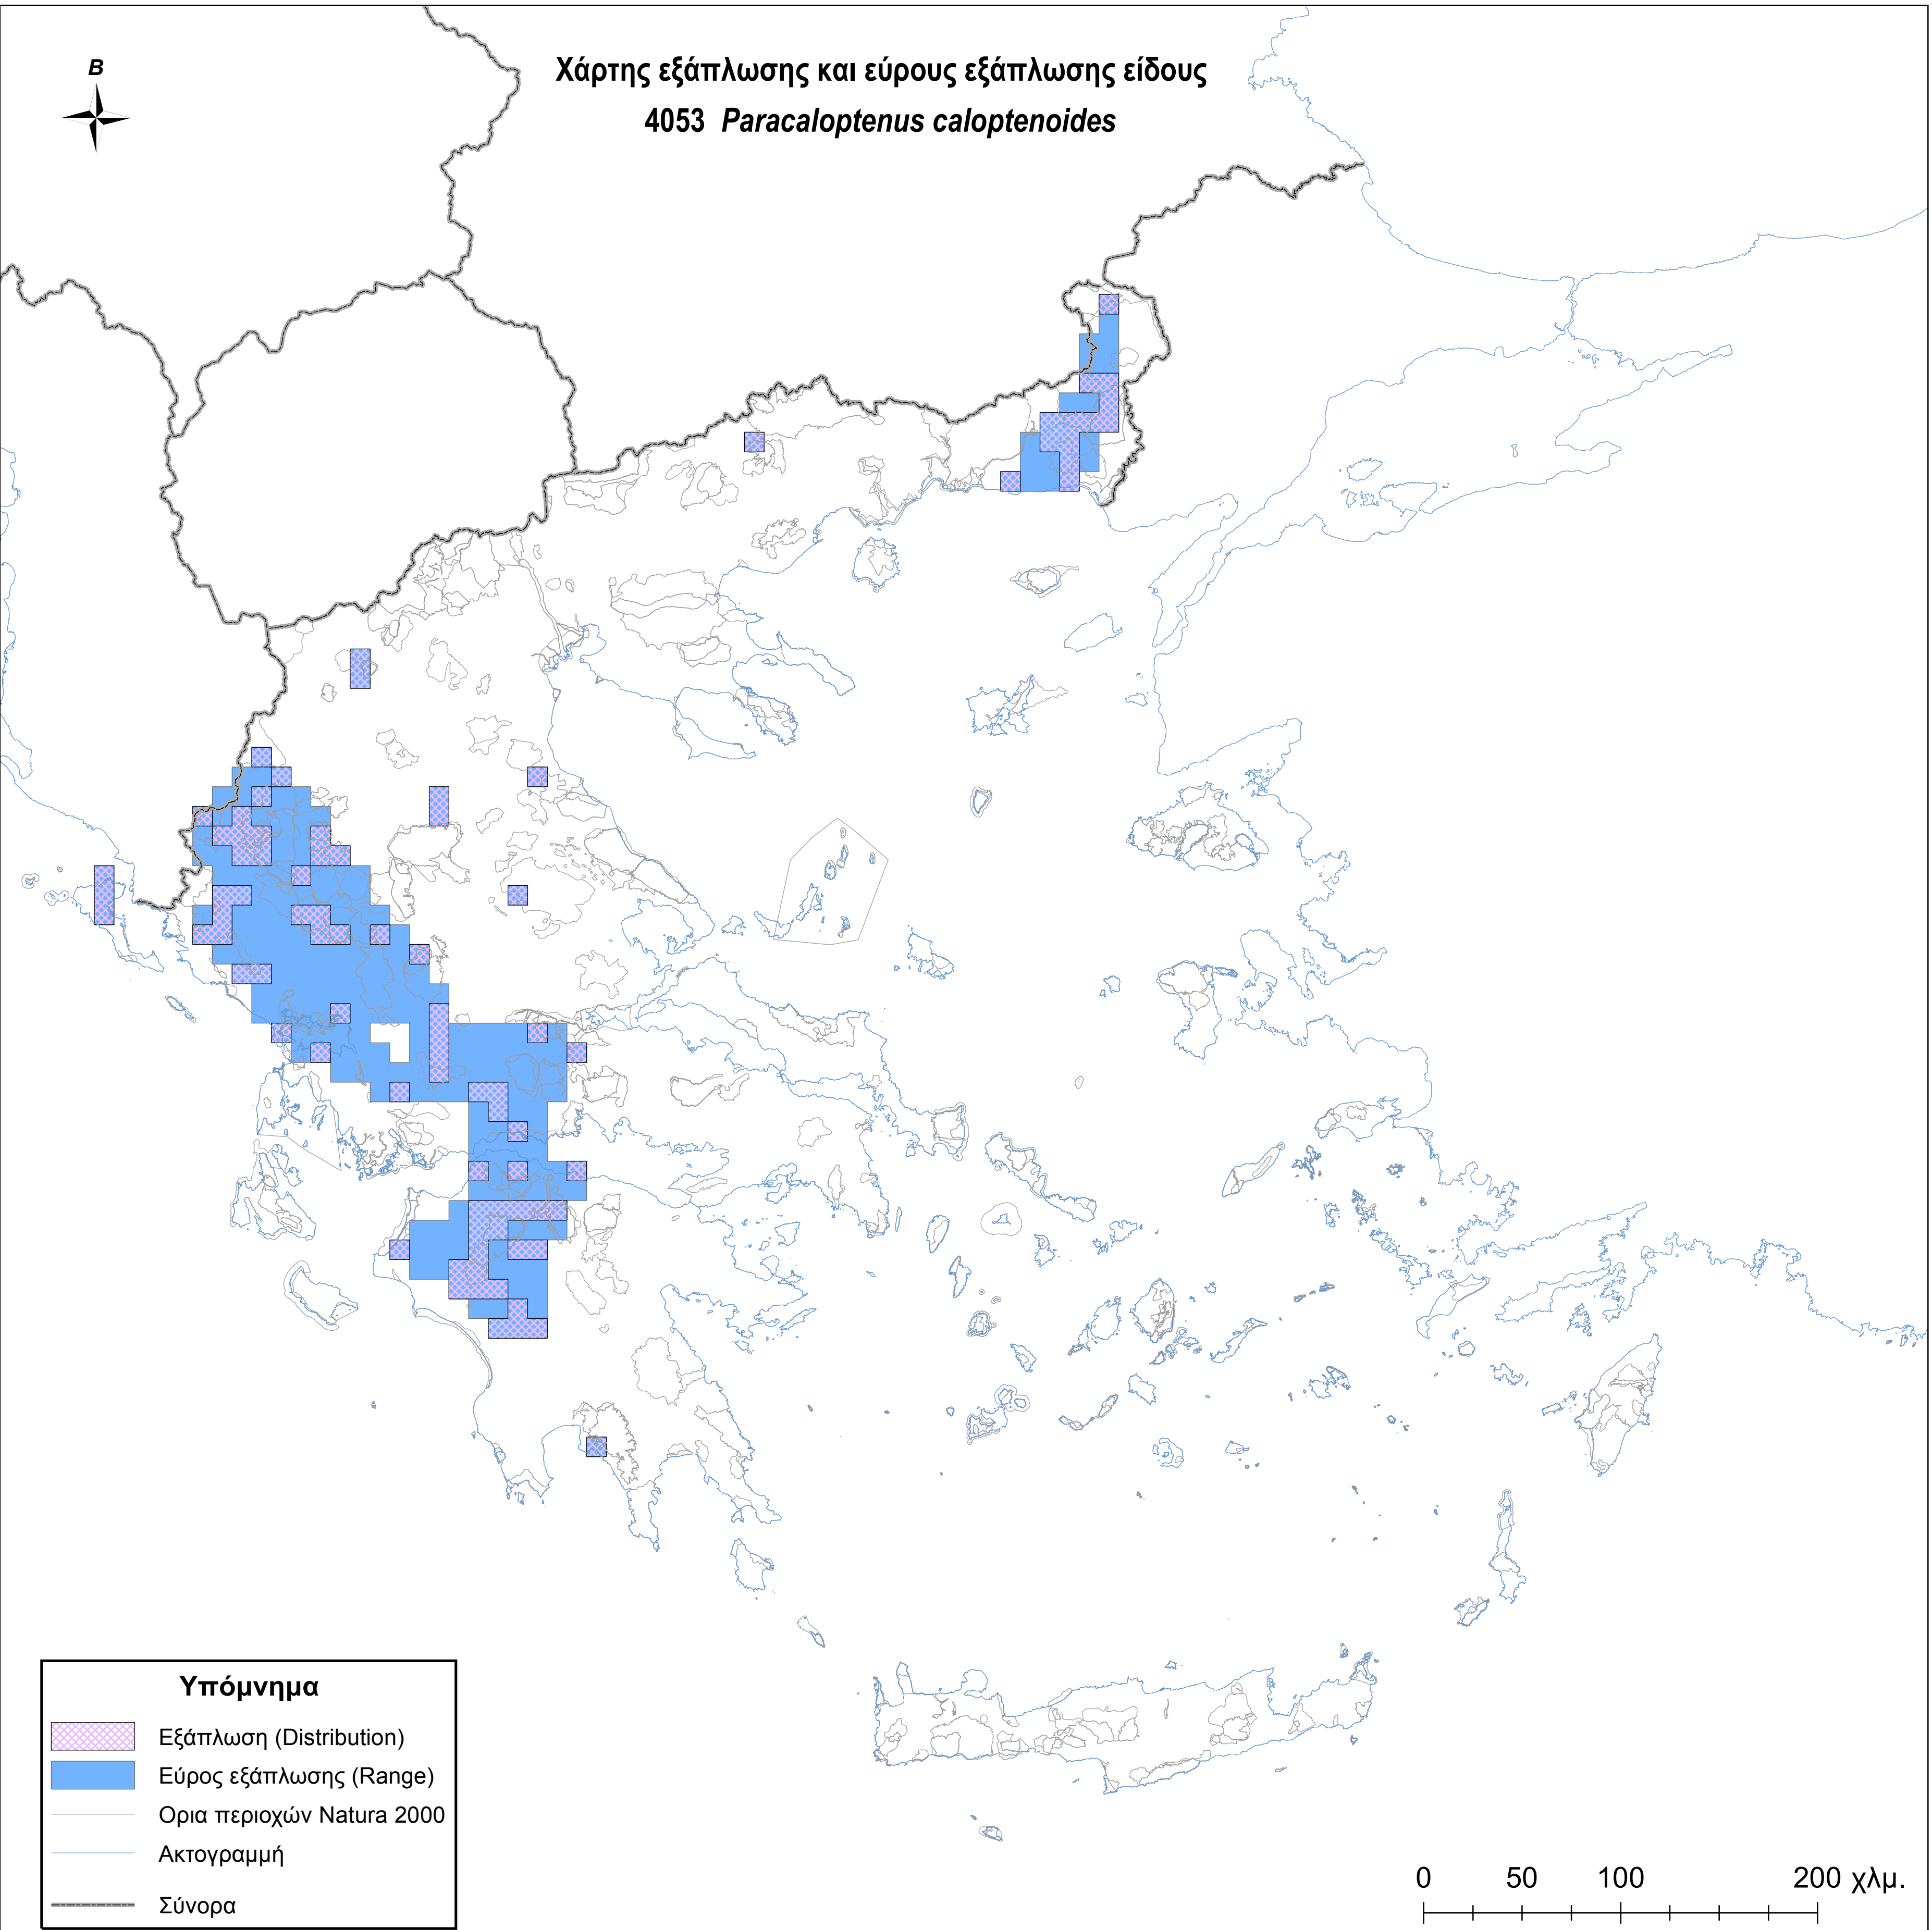 Β
Χάρτης εξάπλωσης και εύρους εξάπλωσης είδους
4053 Paracaloptenus caloptenoides
Υπόμνημα
Εξάπλωση (Distribution)
Εύρος εξάπλωσης (Range)
Ορια περιοχών Natura 2000
Ακτογραμμή
Σύνορα
0 50 100 200 χλμ.